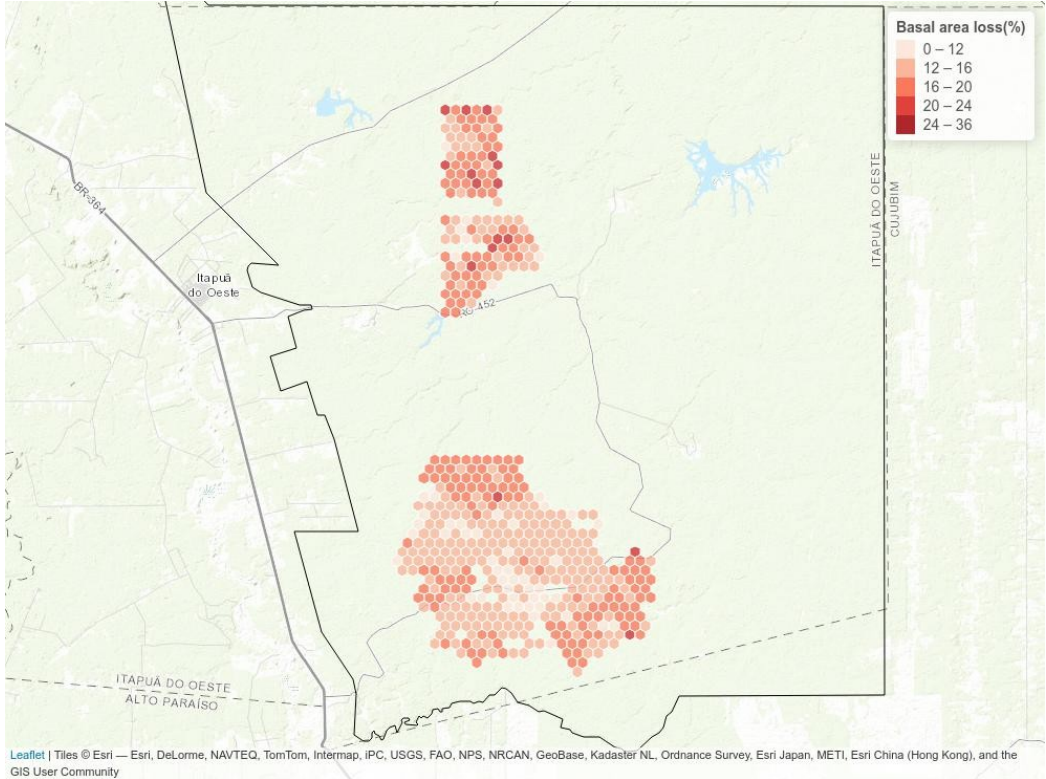 Basal area loss(%)
0 – 12
12 – 16
16 – 20
20 – 24
24 – 36
BR-364
ITAPUÃ DO OESTE
CUJUBIM
Itapuã
do Oeste
452
ITAPUÃ DO OESTE
ALTO PARAÍSO
Leaflet | Tiles © Esri — Esri, DeLorme, NAVTEQ, TomTom, Intermap, iPC, USGS, FAO, NPS, NRCAN, GeoBase, Kadaster NL, Ordnance Survey, Esri Japan, METI, Esri China (Hong Kong), and the
GIS User Community